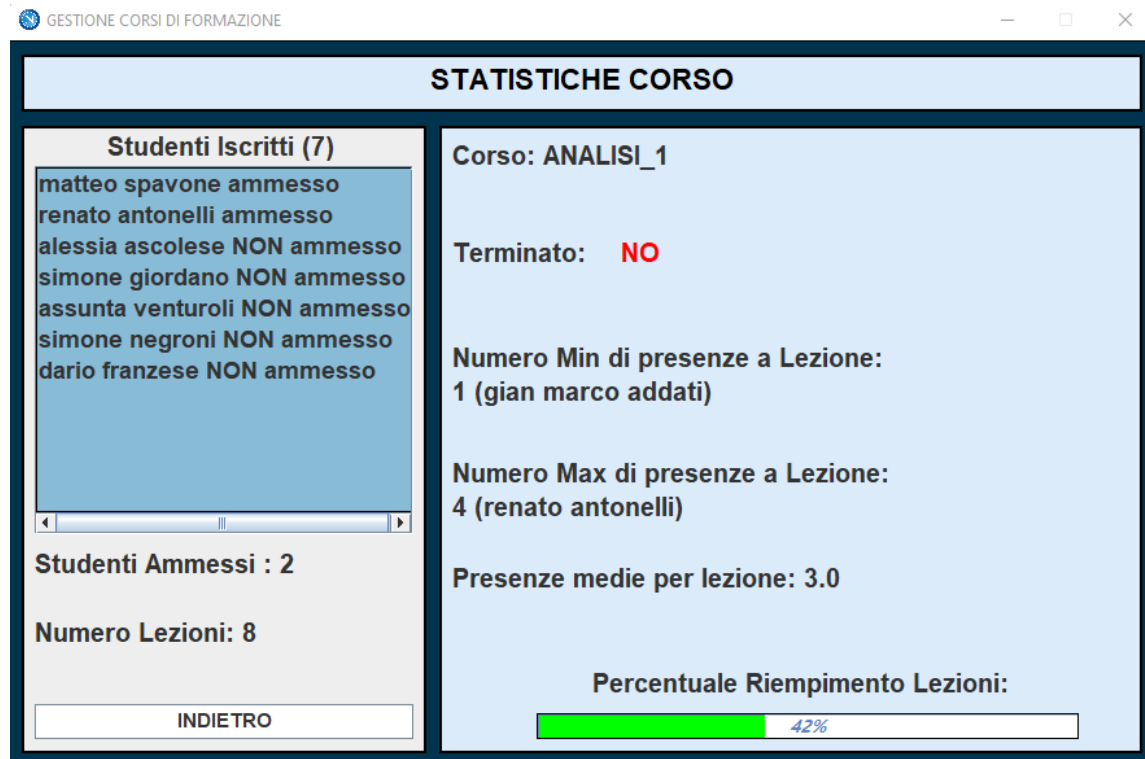 GESTIONE CORSI DI FORMAZIONE
STATISTICHE CORSO
Studenti Iscritti (7)
matteo spavone ammesso
renato antonelli ammesso
alessia ascolese NON ammesso
simone giordano NON ammesso
assunta venturoli NON ammesso
simone negroni NON ammesso
dario franzese NON ammesso
Studenti Ammessi : 2
Numero Lezioni: 8
INDIETRO
Corso: ANALISI_1
Terminato: NO
Numero Min di presenze a Lezione:
1 (gian marco addati)
Numero Max di presenze a Lezione:
4 (renato antonelli)
Presenze medie per lezione: 3.0
Percentuale Riempimento Lezioni:
42%